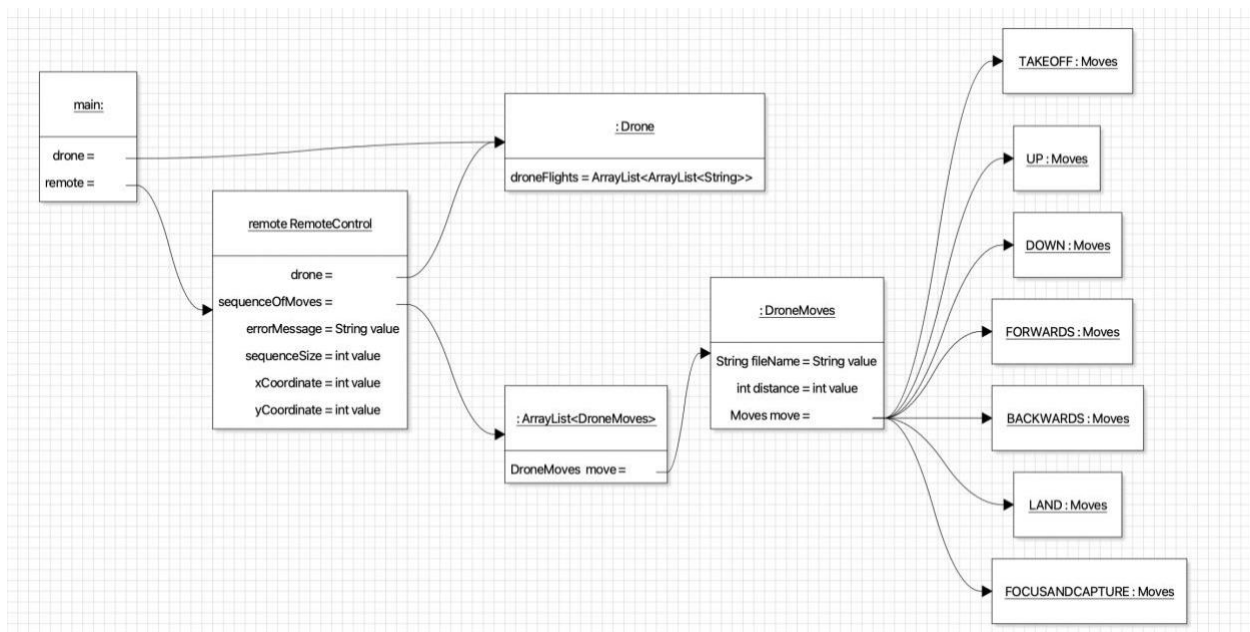 main:
drone =
remote =
remote RemoteControl
drone =
sequenceOfMoves =
errorMessage = String value
sequenceSize = int value
xCoordinate = int value
yCoordinate = int value
: Drone
droneFlights = ArrayList<ArrayList<String>>
: ArrayList<DroneMoves>
DroneMoves move =
: DroneMoves
String fileName = String value
int distance = int value
Moves move =
TAKEOFF : Moves
UP : Moves
DOWN : Moves
FORWARDS : Moves
BACKWARDS : Moves
LAND : Moves
FOCUSANDCAPTURE : Moves